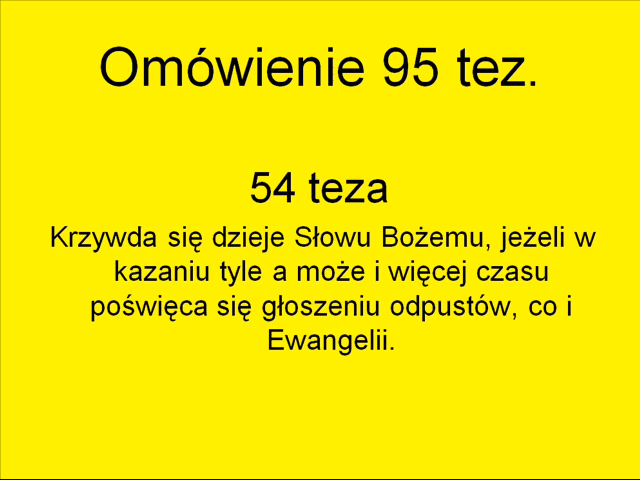 Omówienie 95 tez.
54 teza
Krzywda się dzieje Słowu Bożemu, jeżeli w
kazaniu tyle a może i więcej czasu
poświęca się głoszeniu odpustów, co i
Ewangelii.